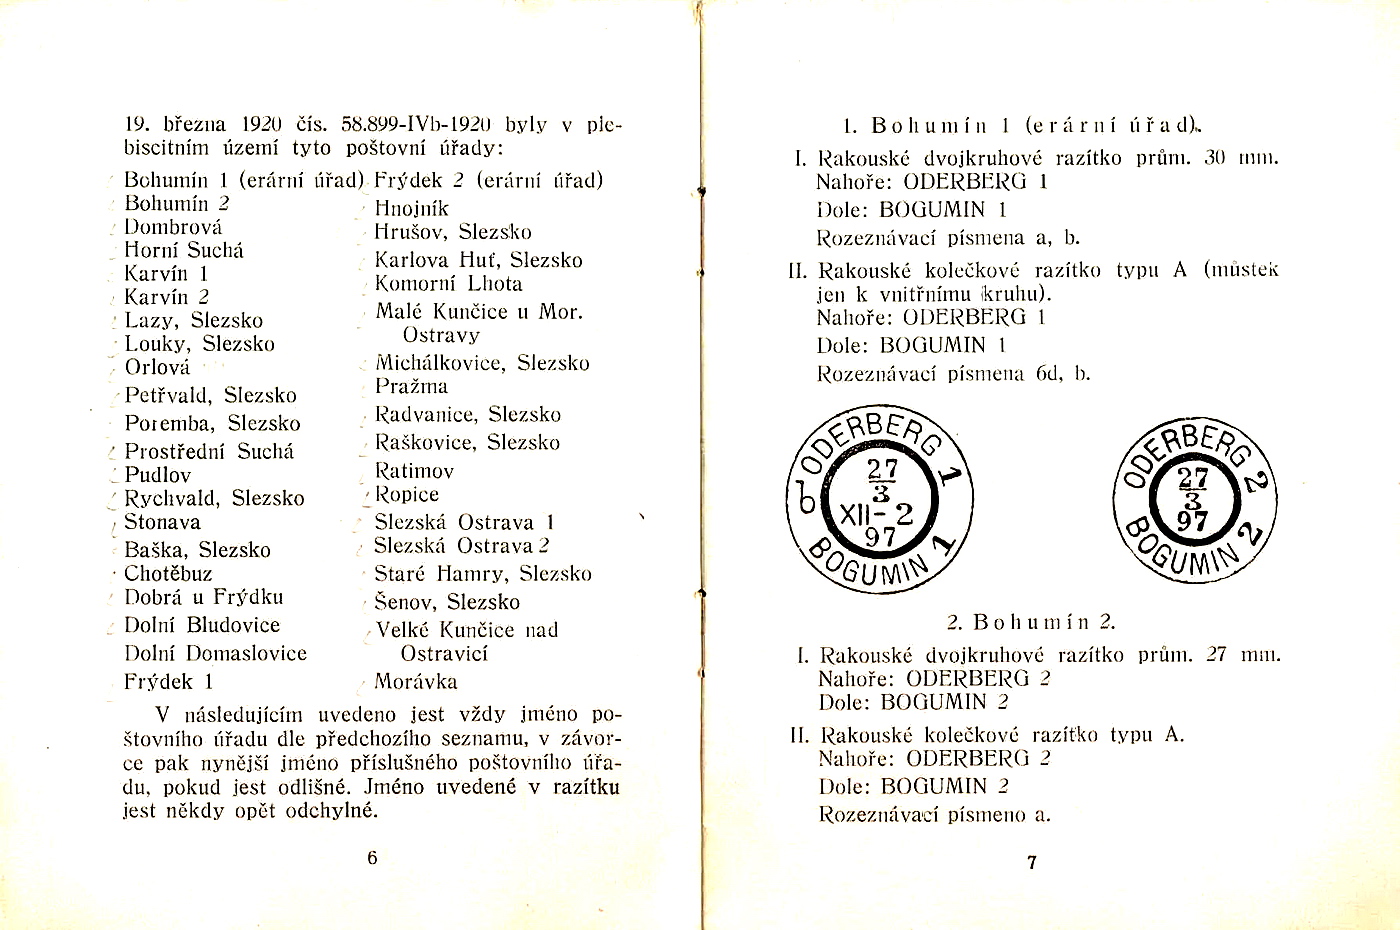 19. března 1920 čís. 58.899-IVb-1920 byly v ple-
biscitním území tyto poštovní úřady:
Bohumín 1 (erární úřad)
Bohumín 2
Dombrová
Horní Suchá
Karvín 1
Karvín 2
Lazy, Slezsko
Louky, Slezsko
Orlová
Petřvald, Slezsko
Poremba, Slezsko
Prostřední Suchá
Pudlov
Rychvald, Slezsko
Stonava
Baška, Slezsko
Chotěbuz
Dobrá u Frýdku
Dolní Bludovice
Dolní Domaslovice
Frýdek 1
Frýdek 2 (erární úřad)
Hnojník
Hrušov, Slezsko
Karlova Huť, Slezsko
Komorní Lhota
Malé Kunčice u Mor.
Ostravy
Michálkovice, Slezsko
Pražma
Radvanice, Slezsko
Raškovice, Slezsko
Ratimov
Ropice
Slezská Ostrava 1
Slezská Ostrava 2
Staré Hamry, Slezsko
Šenov, Slezsko
Velké Kunčice nad
Ostravicí
Morávka
V následujícím uvedeno jest vždy jméno po-
štovního úřadu dle předchozího seznamu, v závor-
ce pak nynější jméno příslušného poštovního úřa-
du, pokud jest odlišné. Jméno uvedené v razítku
jest někdy opět odchylné.
6
1. Bohumín 1 (erární úřad).
I. Rakouské dvojkruhové razítko prům. 30 mm.
Nahoře: ODERBERG 1
Dole: BOGUMIN 1
Rozeznávací písmena a, b.
II. Rakouské kolečkové razítko typu A (můstek
jen k vnitřnímu kruhu).
Nahoře: ODERBERG 1
Dole: BOGUMIN 1
Rozeznávací písmena 6d, b.
ODERBERG 1
b
27
3
XII-2
97
BOGUMIN 1
ODERBERG 2
27
3
97
BOGUMIN 2
2. Bohumín 2.
I. Rakouské dvojkruhové razítko prům. 27 mm.
Nahoře: ODERBERG 2
Dole: BOGUMIN 2
II. Rakouské kolečkové razítko typu A.
Nahoře: ODERBERG 2
Dole: BOGUMIN 2
Rozeznávací písmeno a.
7